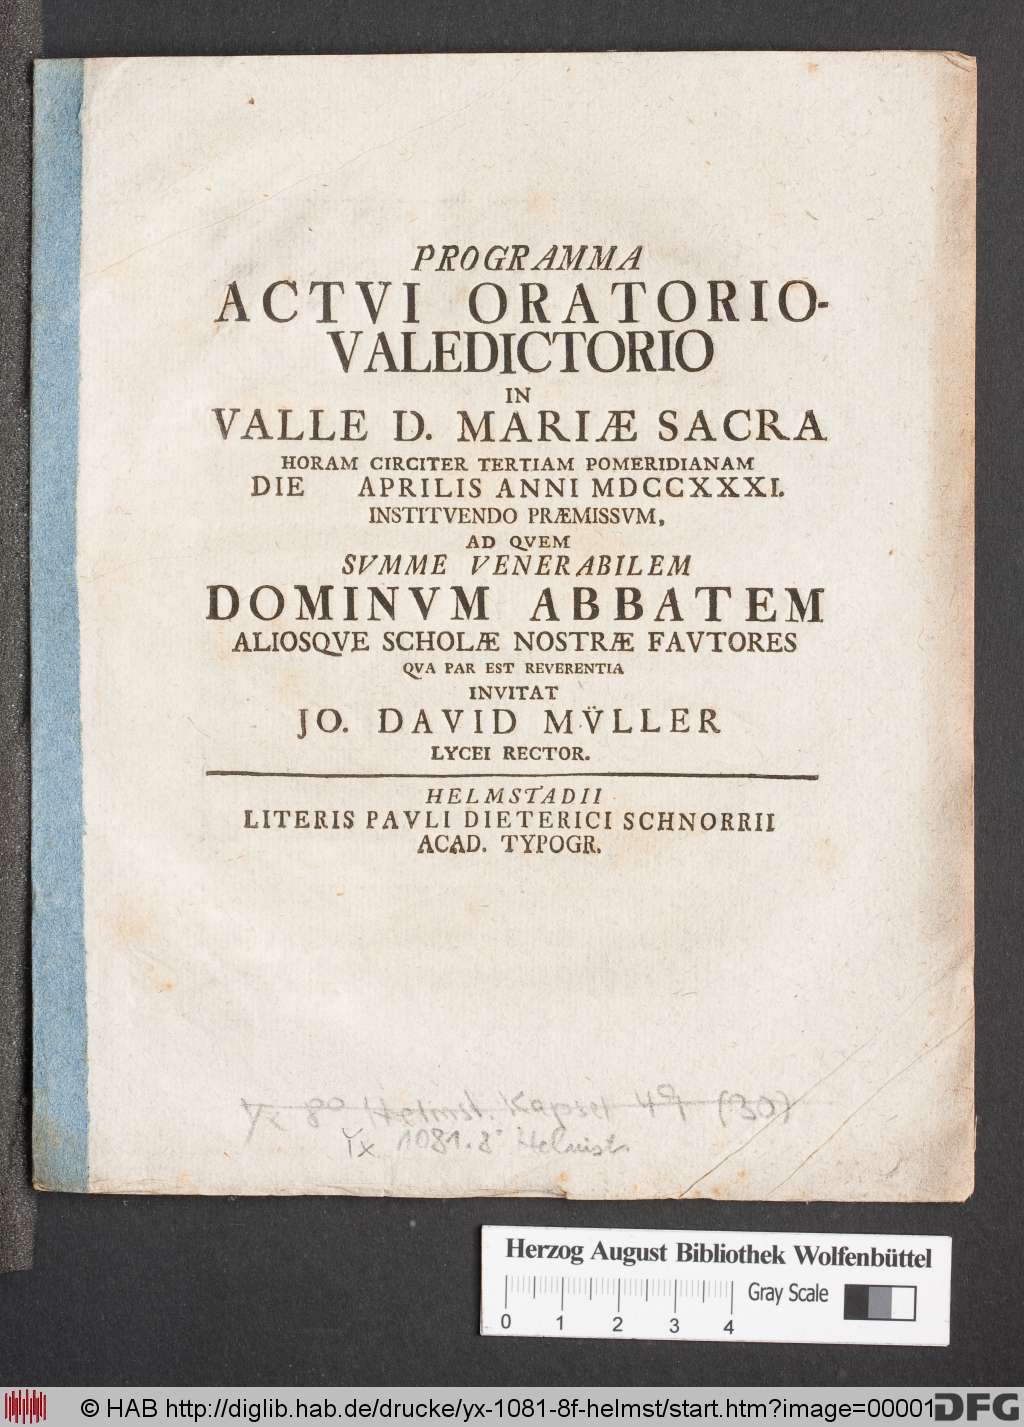 PROGRAMMA
ACTVI ORATORIO-
VALEDICTORIO
IN
VALLE D. MARIÆ SACRA
HORAM CIRCITER TERTIAM POMERIDIANAM
DIE APRILIS ANNI MDCCXXXI.
INSTITVENDO PRÆMISSVM,
AD QVEM
SVMME VENERABILEM
DOMINVM ABBATEM
ALIOSQVE SCHOLÆ NOSTRÆ FAVTORES
QVA PAR EST REVERENTIA
INVITAT
JO. DAVID MV̈LLER
LYCEI RECTOR.
HELMSTADII
LITERIS PAVLI DIETERICI SCHNORRII
ACAD. TYPOGR.
Yx 8º Helmst. Kapsel 49 (30)
Yx 1081.8° Helmst.
Herzog August Bibliothek Wolfenbüttel
0 1 2 3 4 Gray Scale
© HAB http://diglib.hab.de/drucke/yx-1081-8f-helmst/start.htm?image=00001
DFG